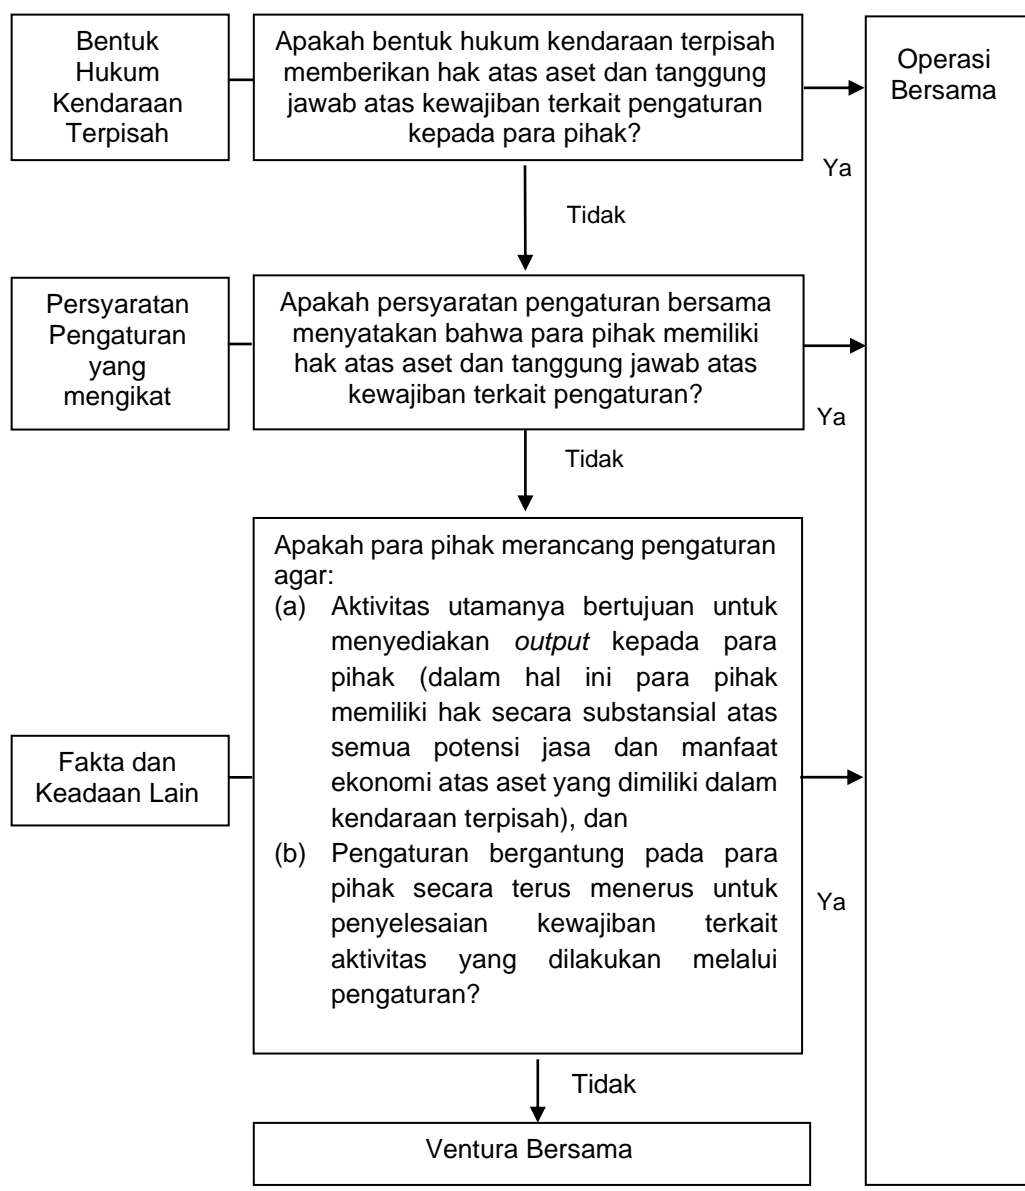 Bentuk
Hukum
Kendaraan
Terpisah
Apakah bentuk hukum kendaraan terpisah
memberikan hak atas aset dan tanggung
jawab atas kewajiban terkait pengaturan
kepada para pihak?
Operasi
Bersama
Ya
Tidak
Persyaratan
Pengaturan
yang
mengikat
Apakah persyaratan pengaturan bersama
menyatakan bahwa para pihak memiliki
hak atas aset dan tanggung jawab atas
kewajiban terkait pengaturan?
Ya
Tidak
Fakta dan
Keadaan Lain
Apakah para pihak merancang pengaturan
agar:
(a) Aktivitas utamanya bertujuan untuk
menyediakan output kepada para
pihak (dalam hal ini para pihak
memiliki hak secara substansial atas
semua potensi jasa dan manfaat
ekonomi atas aset yang dimiliki dalam
kendaraan terpisah), dan
(b) Pengaturan bergantung pada para
pihak secara terus menerus untuk
penyelesaian kewajiban terkait
aktivitas yang dilakukan melalui
pengaturan?
Ya
Tidak
Ventura Bersama